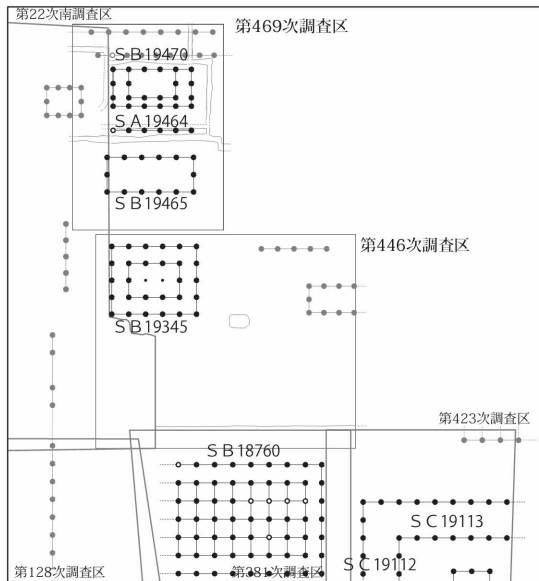 第22次南調査区
第469次調査区
SB19470
SA19464
SB19465
第446次調査区
SB19345
第423次調査区
SB18760
SC19113
SC19112
第128次調査区
第381次調査区